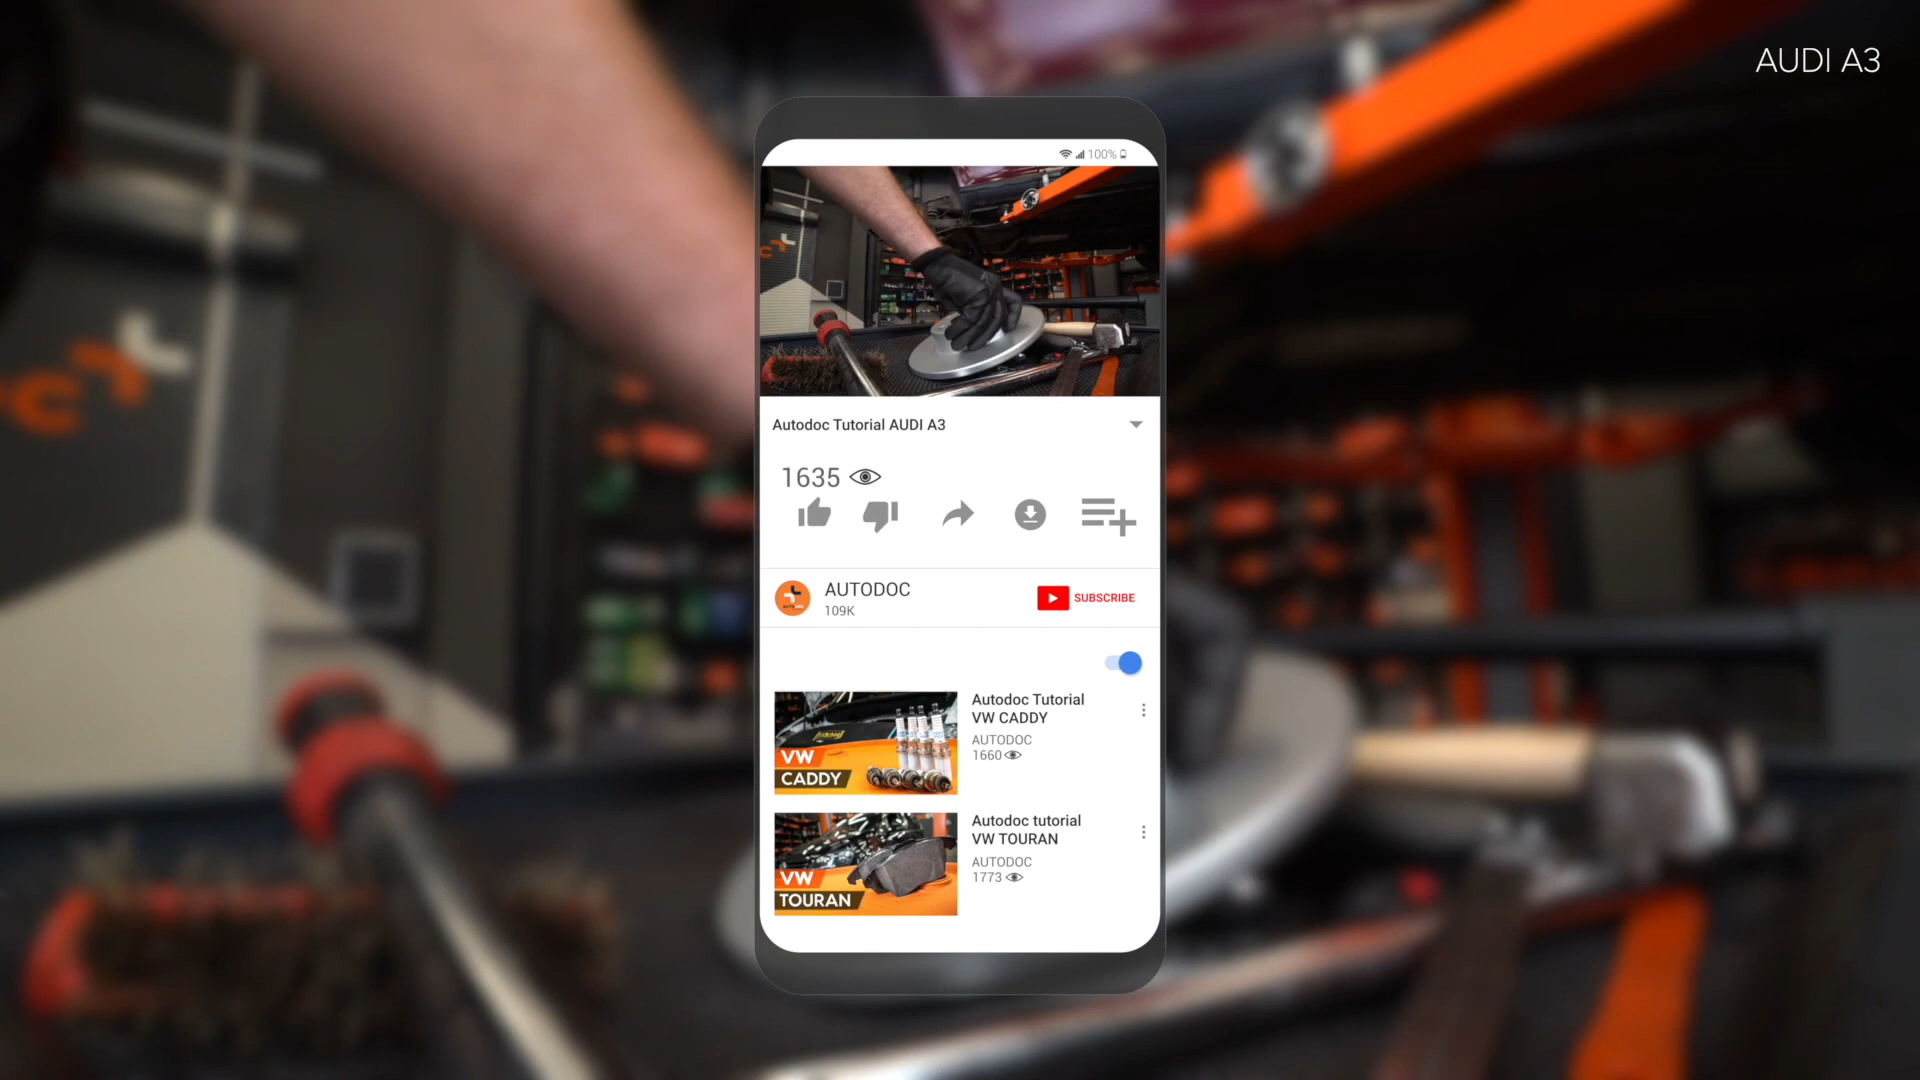 AUDI A3
100%
Autodoc Tutorial AUDI A3
1635
AUTODOC
109K
SUBSCRIBE
Autodoc Tutorial
VW CADDY
AUTODOC
1660
VW
CADDY
Autodoc tutorial
VW TOURAN
AUTODOC
1773
VW
TOURAN